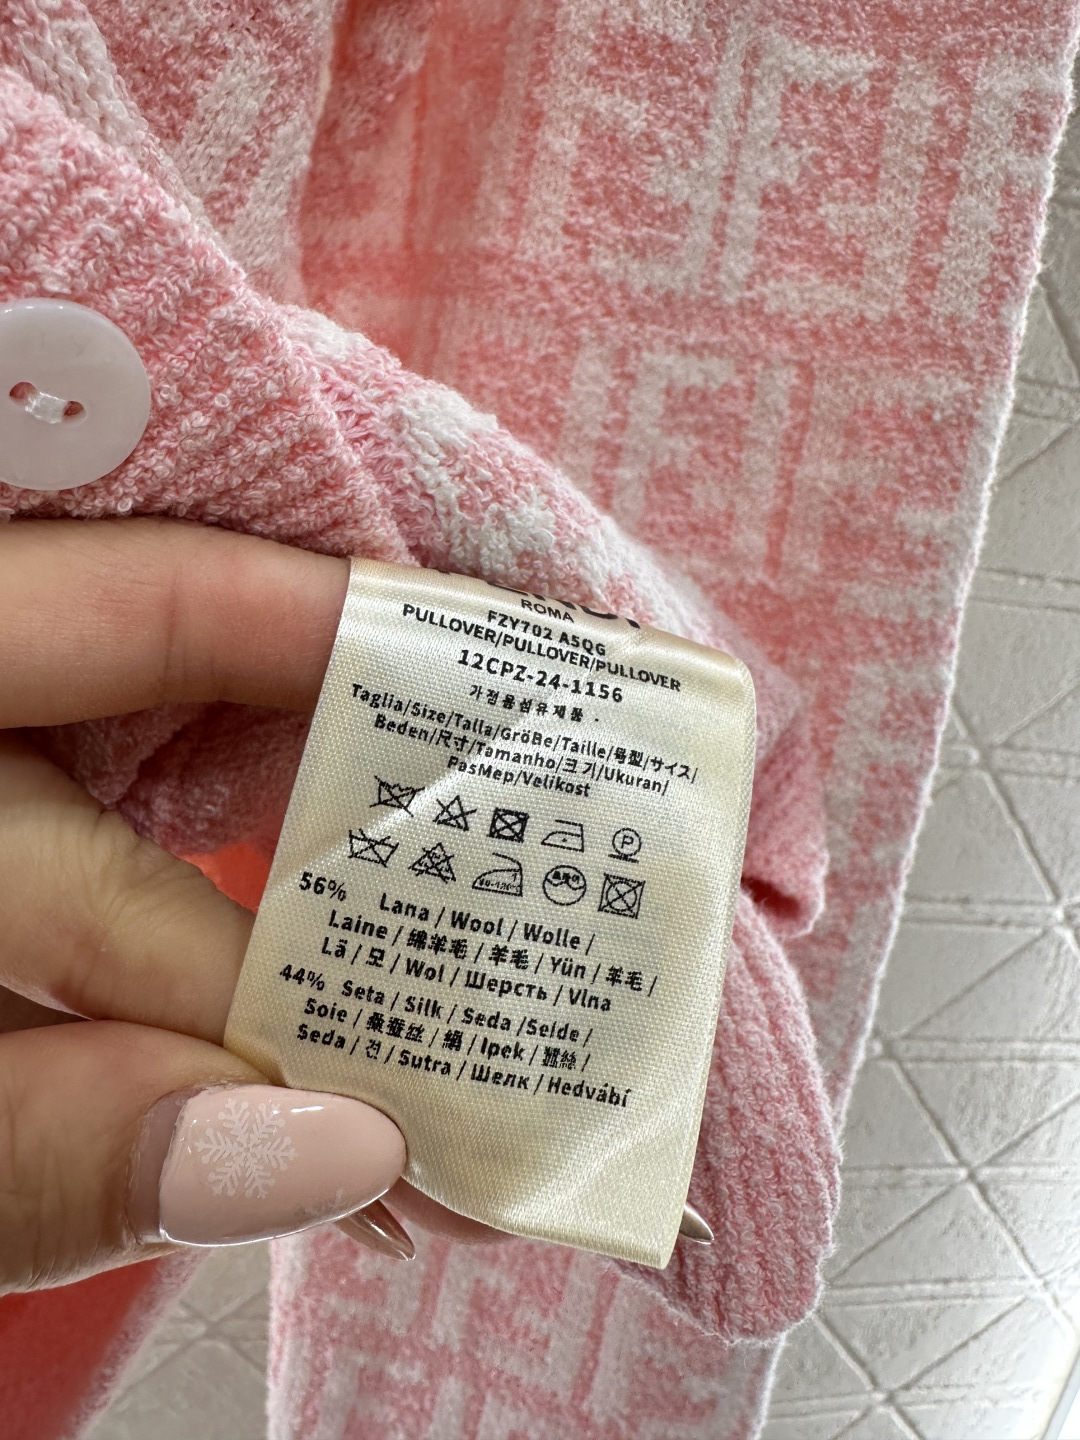 ROMA
FZY702 A5QG
PULLOVER/PULLOVER/PULLOVER
12CPZ-24-1156
가정용섬유제품 .
Taglia/Size/Talla/Größe/Taille/号型/サイズ/
Beden/尺寸/Tamanho/크기/Ukuran/
PasMep/Velikost
P
56% Lana / Wool / Wolle /
Laine / 绵羊毛 / 羊毛 / Yün / 羊毛 /
Lã / 모 / Wol / Шерсть / Vlna
44% Seta / Silk / Seda /Seide /
Soie / 桑蚕丝 / 絹 / Ipek / 蠶絲 /
Seda / 견 / Sutra / Шелк / Hedvábí